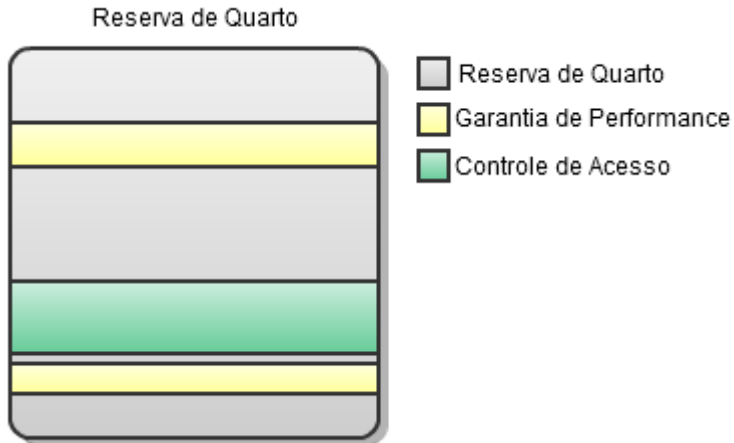 Reserva de Quarto
Reserva de Quarto
Garantia de Performance
Controle de Acesso